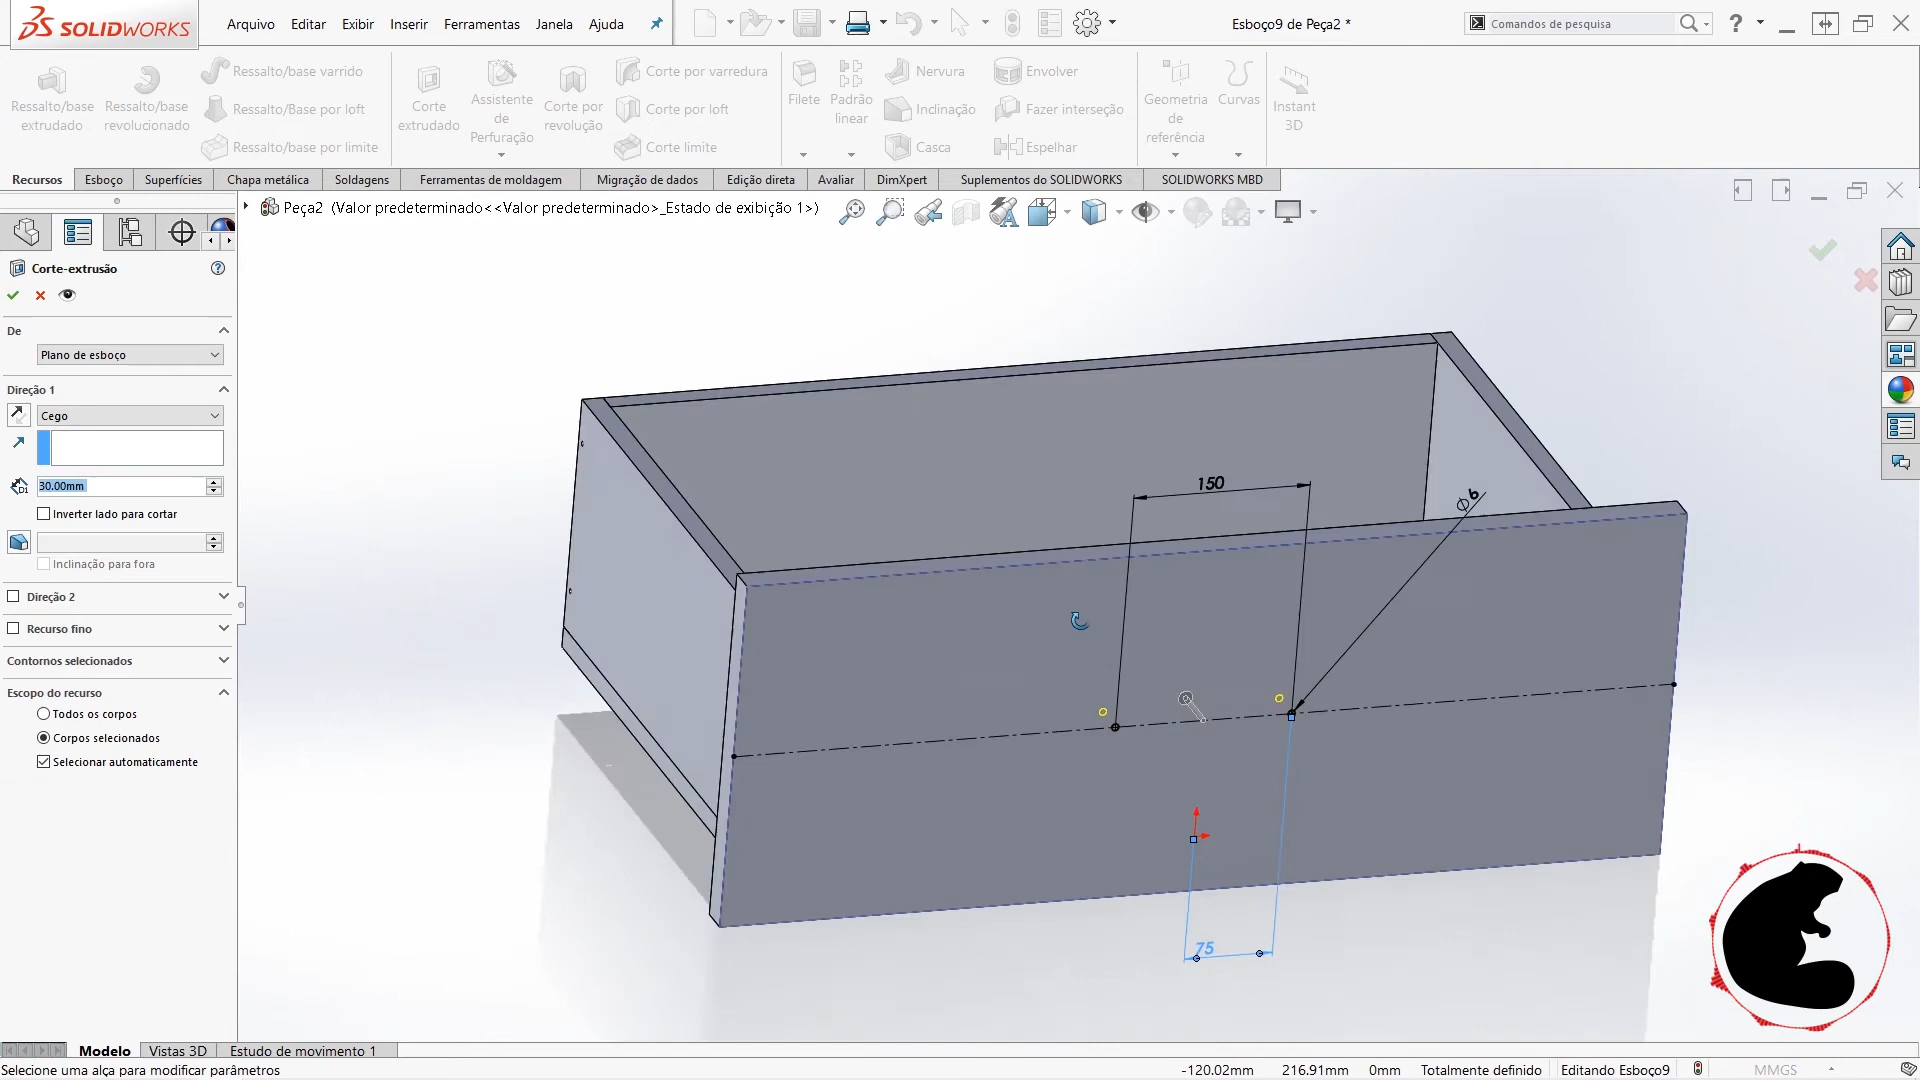 SOLIDWORKS
Arquivo Editar Exibir Inserir Ferramentas Janela Ajuda
Esboço9 de Peça2 *
Comandos de pesquisa
?
Ressalto/base extrudado
Ressalto/base revolucionado
Ressalto/base varrido
Ressalto/Base por loft
Ressalto/base por limite
Corte extrudado
Assistente de Perfuração
Corte por revolução
Corte por varredura
Corte por loft
Corte limite
Filete
Padrão linear
Nervura
Inclinação
Casca
Envolver
Fazer interseção
Espelhar
Geometria de referência
Curvas
Instant 3D
Recursos Esboço Superfícies Chapa metálica Soldagens Ferramentas de moldagem Migração de dados Edição direta Avaliar DimXpert Suplementos do SOLIDWORKS SOLIDWORKS MBD
Peça2 (Valor predeterminado<<Valor predeterminado>_Estado de exibição 1>)
Corte-extrusão
De
Plano de esboço
Direção 1
Cego
30.00mm
Inverter lado para cortar
Inclinação para fora
Direção 2
Recurso fino
Contornos selecionados
Escopo do recurso
Todos os corpos
Corpos selecionados
Selecionar automaticamente
150
⌀6
75
Modelo Vistas 3D Estudo de movimento 1
Selecione uma alça para modificar parâmetros
-120.02mm 216.91mm 0mm Totalmente definido Editando Esboço9 MMGS